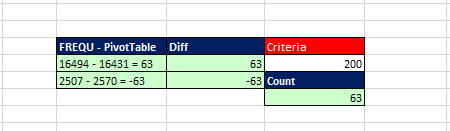 FREQU - PivotTable Diff Criteria
16494 - 16431 = 63 63 200
2507 - 2570 = -63 -63 Count
63